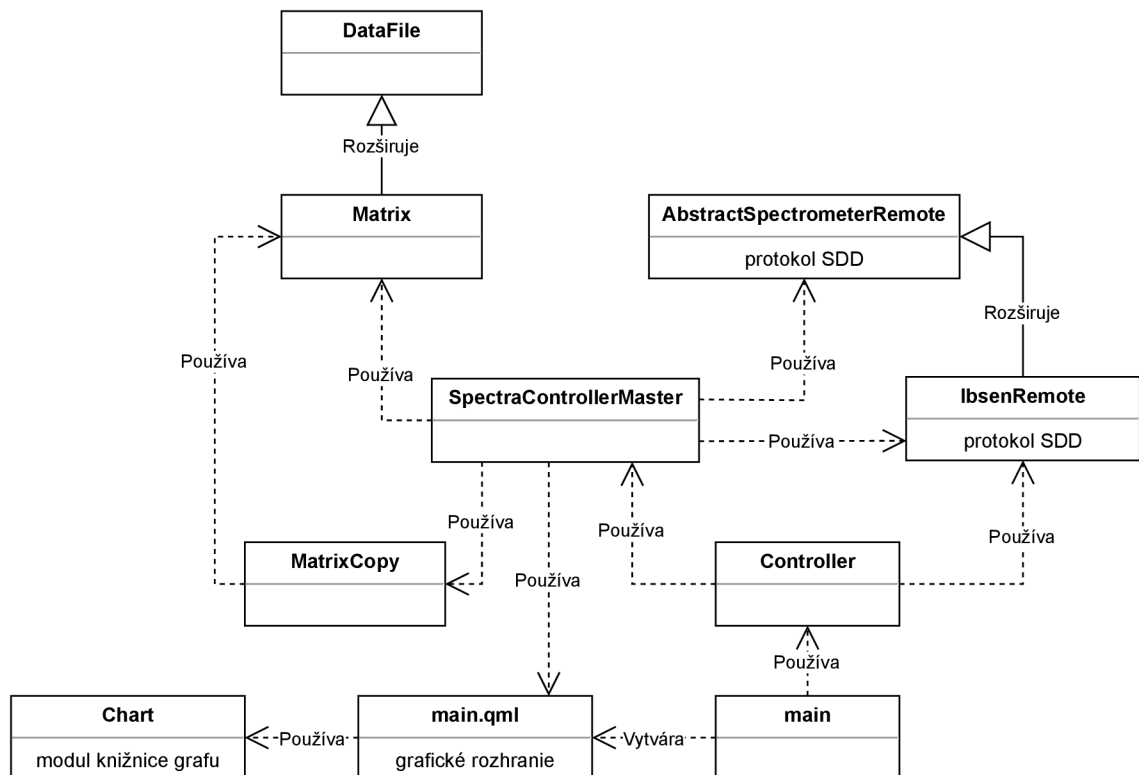 DataFile
Rozširuje
Matrix
AbstractSpectrometerRemote
protokol SDD
Rozširuje
Používa
Používa
Používa
SpectraControllerMaster
IbsenRemote
Používa
protokol SDD
Používa
Používa
Používa
MatrixCopy
Používa
Controller
Používa
Chart
main.qml
main
modul knižnice grafu
Používa
grafické rozhranie
Vytvára